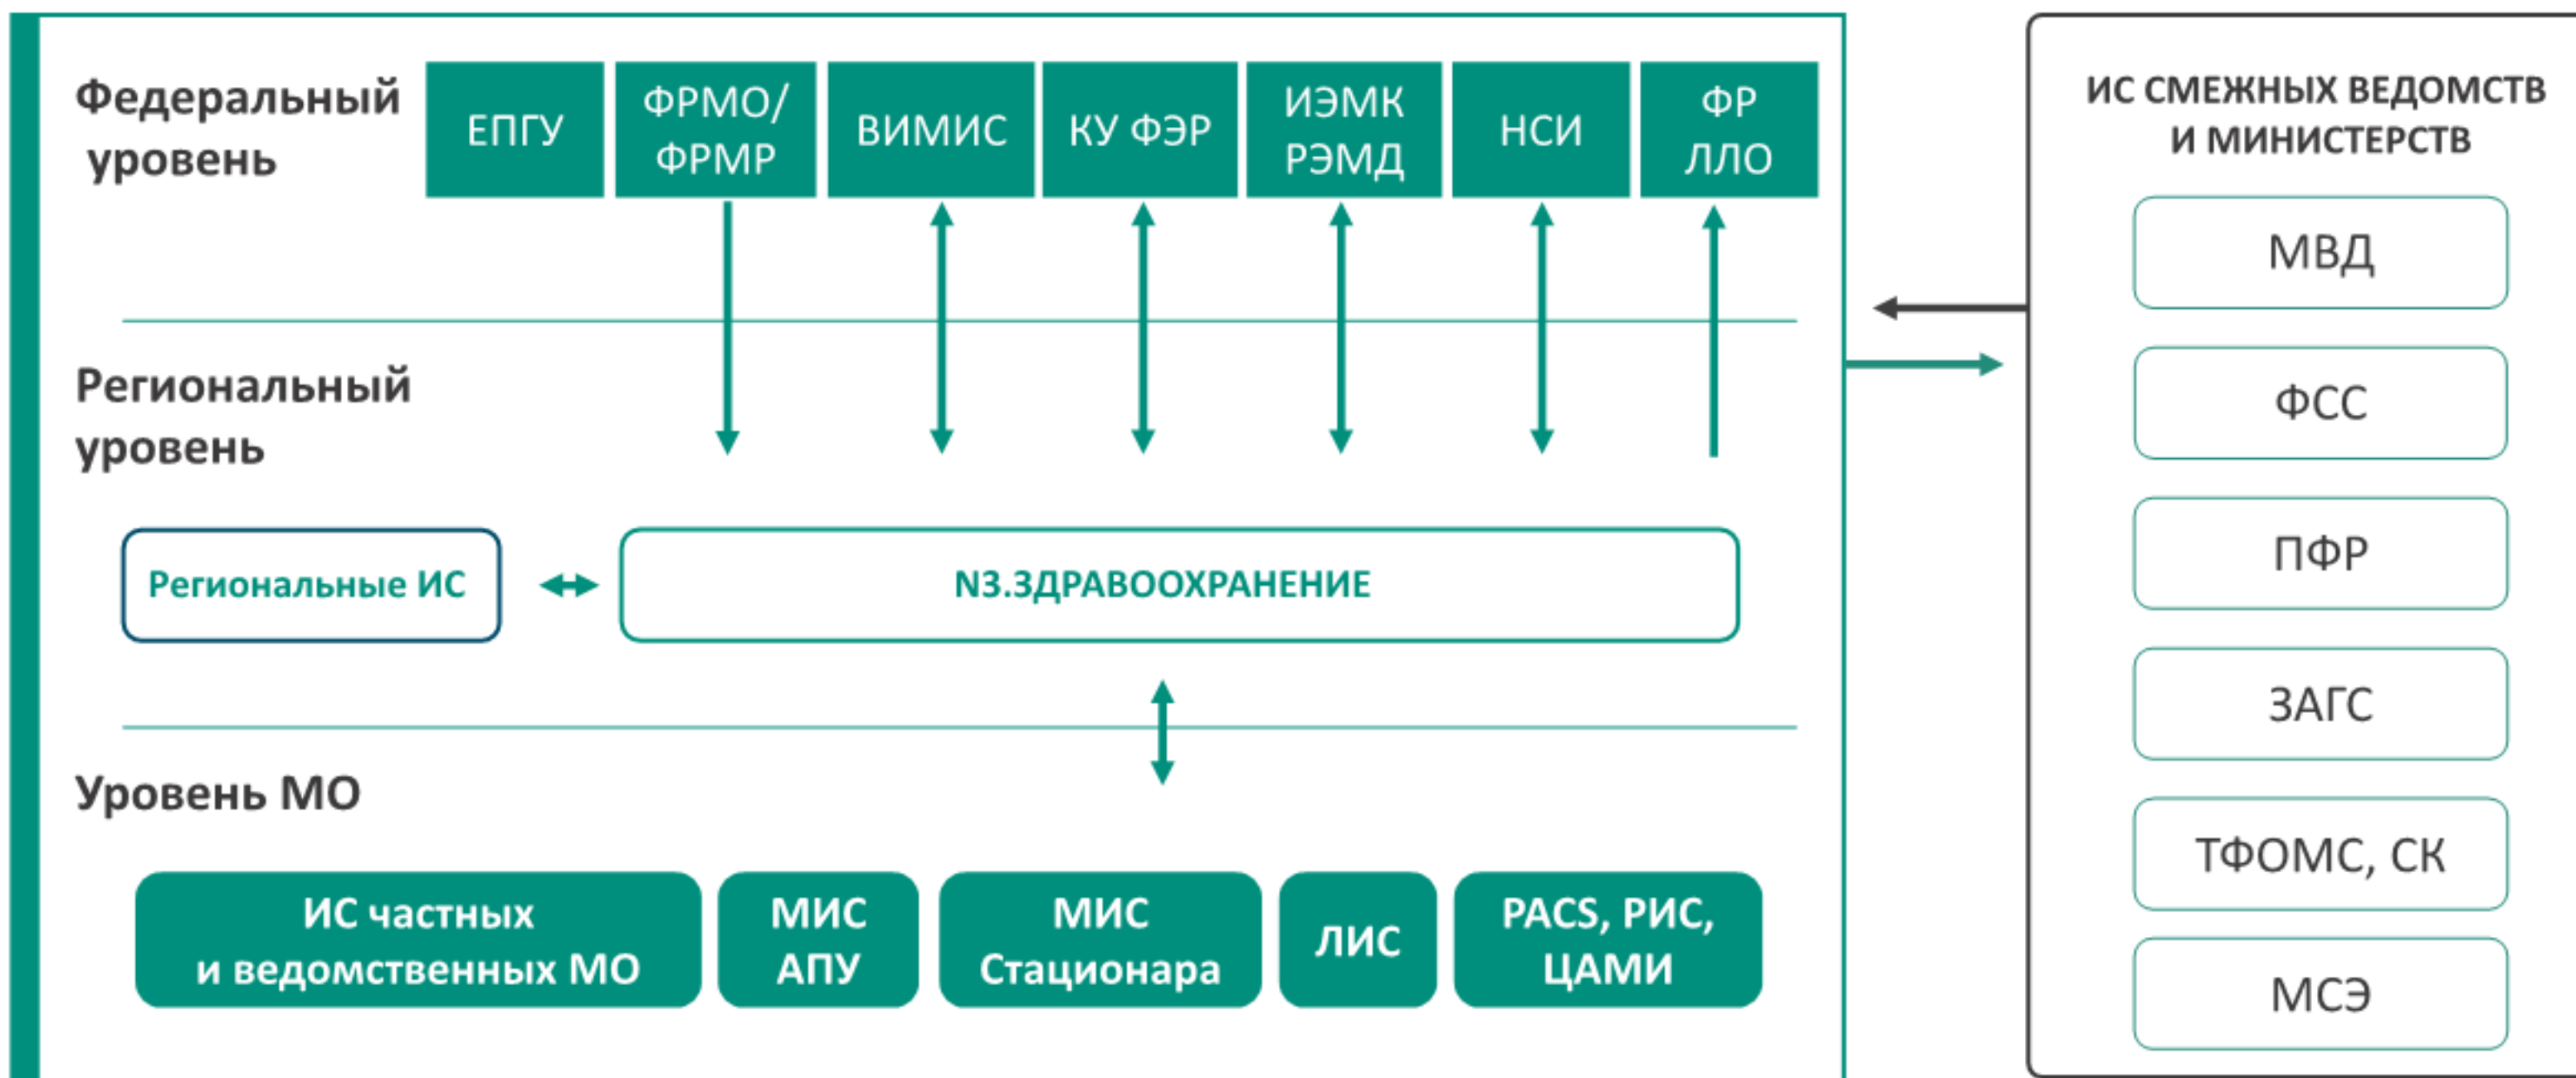 Федеральный
уровень
ЕПГУ
ФРМО/
ФРМР
ВИМИС
КУ ФЭР
ИЭМК
РЭМД
НСИ
ФР
ЛЛО
Региональный
уровень
Региональные ИС
N3.ЗДРАВООХРАНЕНИЕ
Уровень МО
ИС частных
и ведомственных МО
МИС
АПУ
МИС
Стационара
ЛИС
PACS, РИС,
ЦАМИ
ИС СМЕЖНЫХ ВЕДОМСТВ
И МИНИСТЕРСТВ
МВД
ФСС
ПФР
ЗАГС
ТФОМС, СК
МСЭ